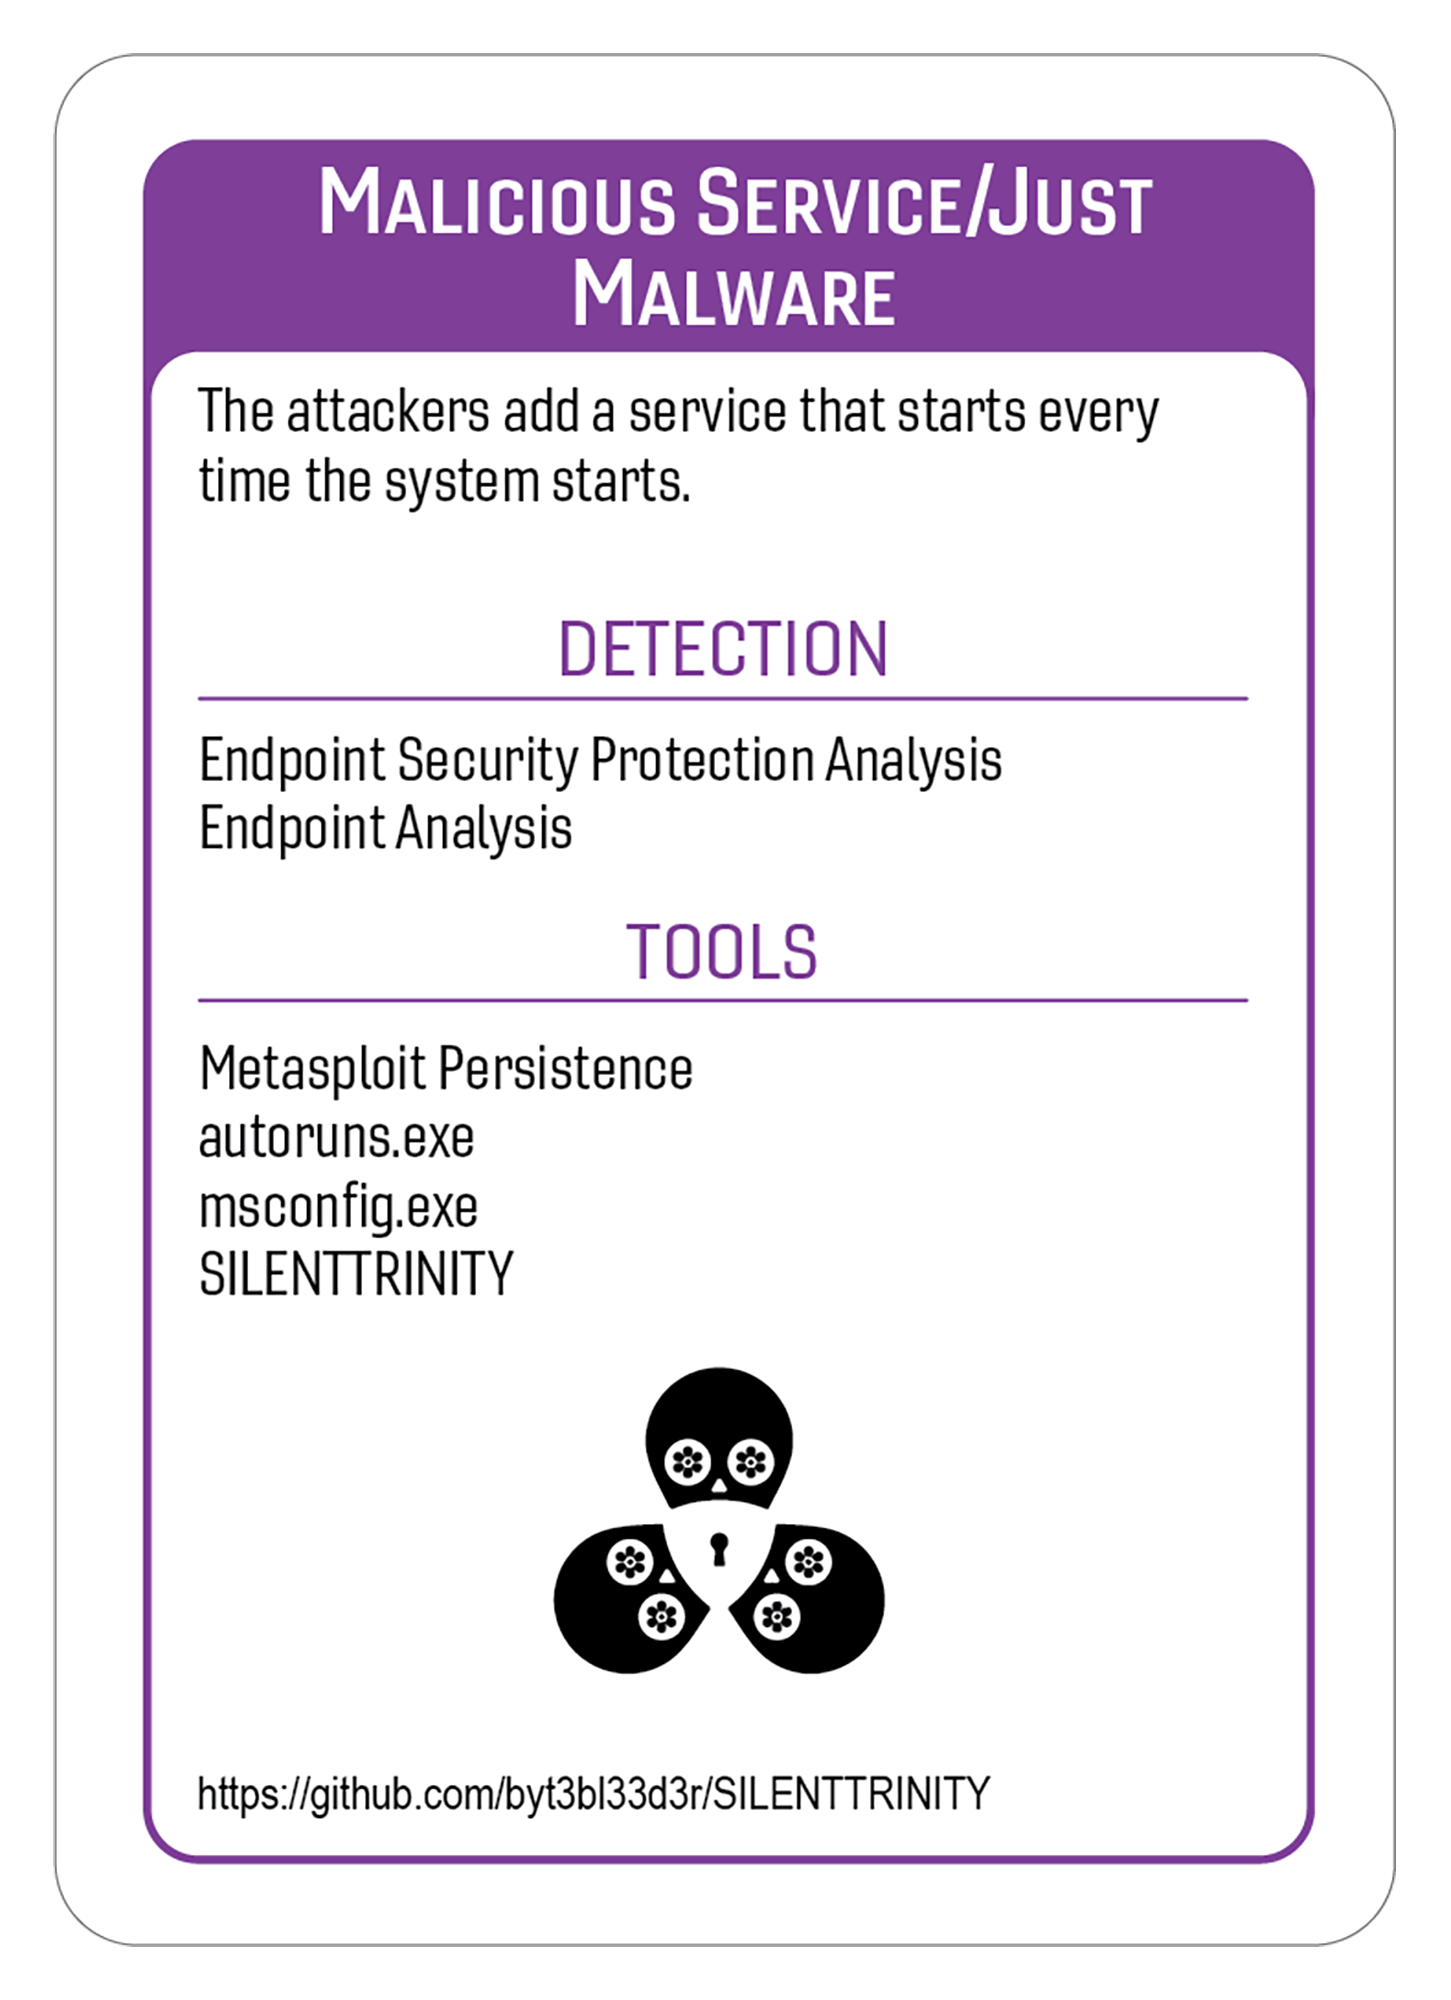 MALICIOUS SERVICE/JUST
MALWARE
The attackers add a service that starts every
time the system starts.
DETECTION
Endpoint Security Protection Analysis
Endpoint Analysis
TOOLS
Metasploit Persistence
autoruns.exe
msconfig.exe
SILENTTRINITY
https://github.com/byt3bl33d3r/SILENTTRINITY